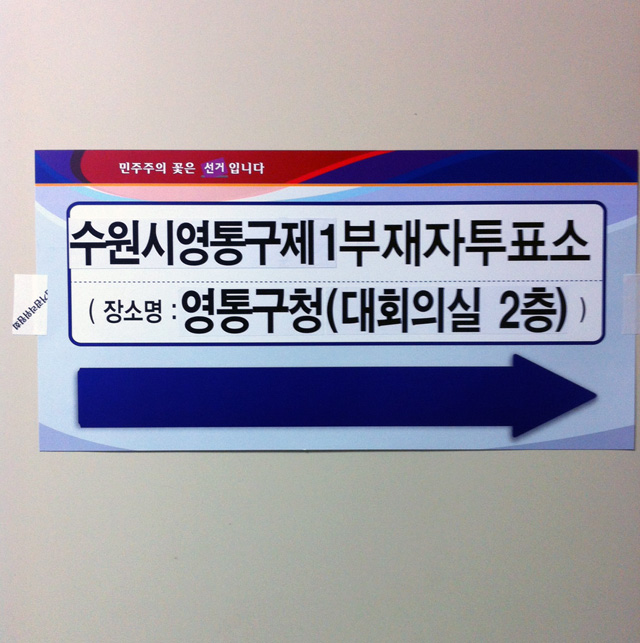 민주주의 꽃은 선거 입니다
수원시영통구제1부재자투표소
( 장소명 : 영통구청(대회의실 2층) )